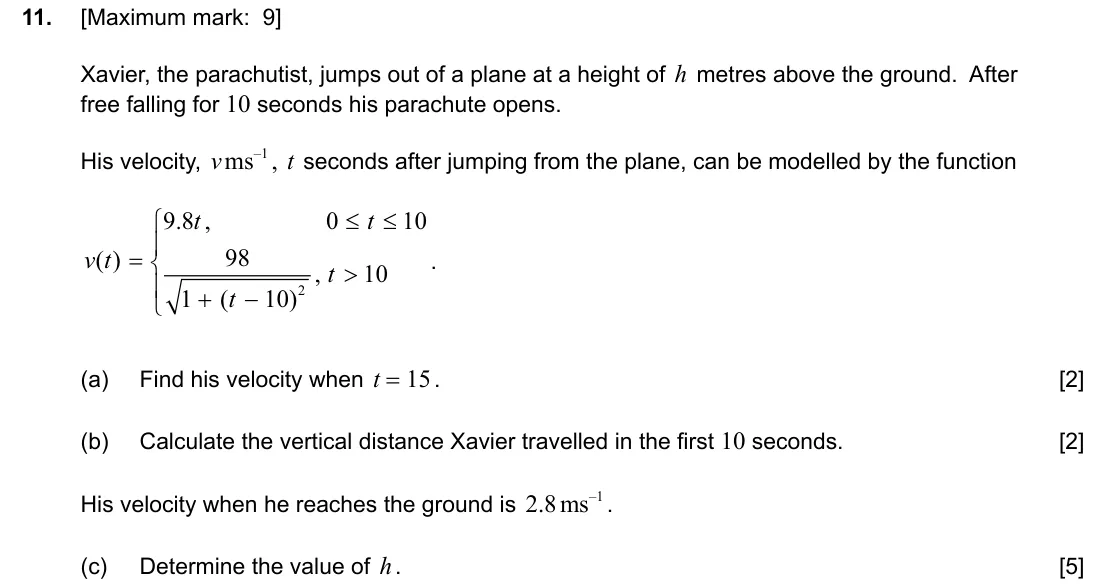 11. [Maximum mark: 9]
Xavier, the parachutist, jumps out of a plane at a height of h metres above the ground. After
free falling for 10 seconds his parachute opens.
His velocity, v ms⁻¹, t seconds after jumping from the plane, can be modelled by the function
v(t) = { 9.8t, 0 ≤ t ≤ 10
98 / √(1 + (t − 10)²), t > 10 .
(a) Find his velocity when t = 15. [2]
(b) Calculate the vertical distance Xavier travelled in the first 10 seconds. [2]
His velocity when he reaches the ground is 2.8 ms⁻¹.
(c) Determine the value of h. [5]